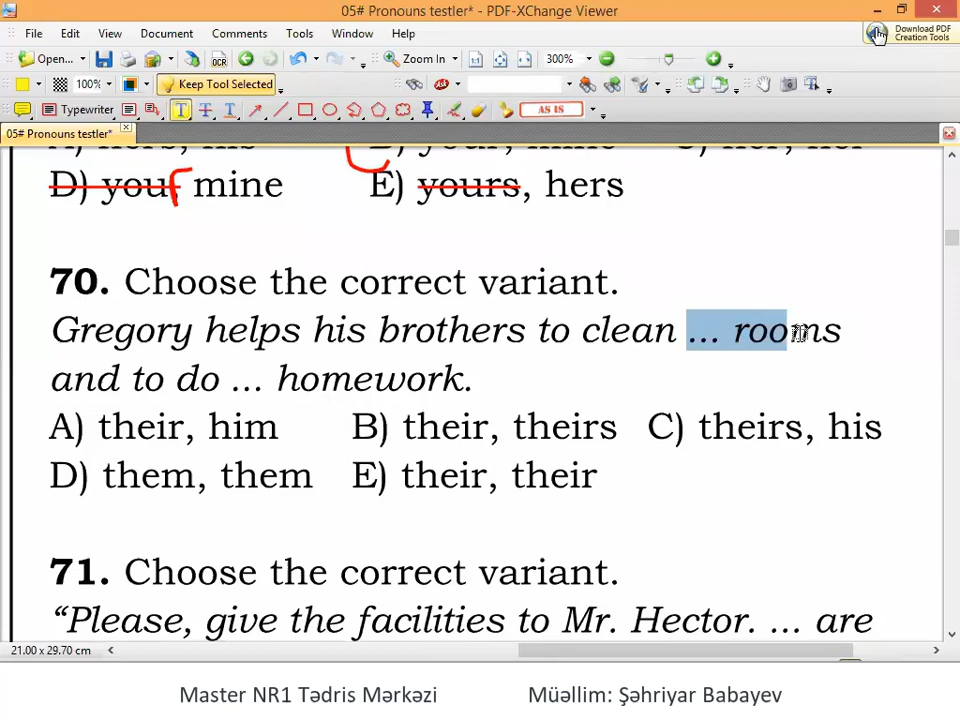 05# Pronouns testler* - PDF-XChange Viewer
File Edit View Document Comments Tools Window Help
Download PDF
Creation Tools
Open... OCR Zoom In 300%
100% Keep Tool Selected
Typewriter AS IS
05# Pronouns testler*
D) your, mine E) yours, hers
70. Choose the correct variant.
Gregory helps his brothers to clean ... rooms
and to do ... homework.
A) their, him B) their, theirs C) theirs, his
D) them, them E) their, their
71. Choose the correct variant.
“Please, give the facilities to Mr. Hector. ... are
21.00 x 29.70 cm
Master NR1 Tədris Mərkəzi Müəllim: Şəhriyar Babayev